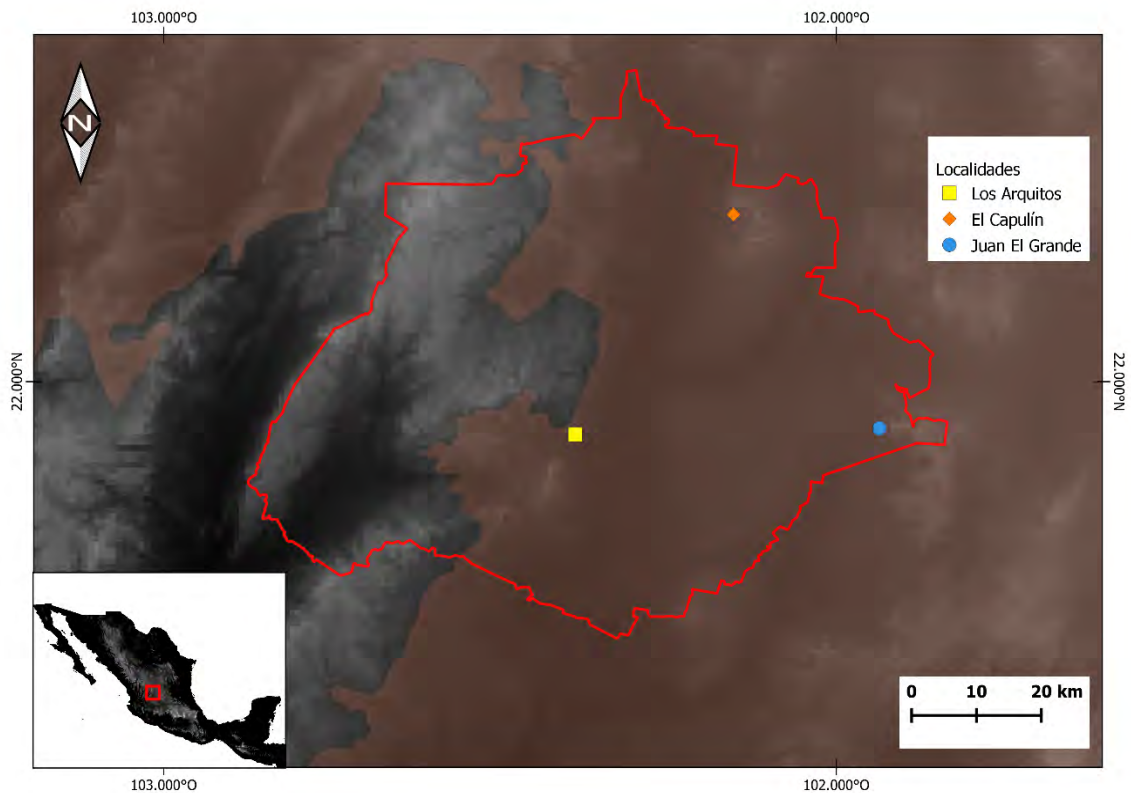 103.000°O
102.000°O
N
Localidades
Los Arquitos
El Capulín
Juan El Grande
22.000°N
22.000°N
0 10 20 km
103.000°O
102.000°O